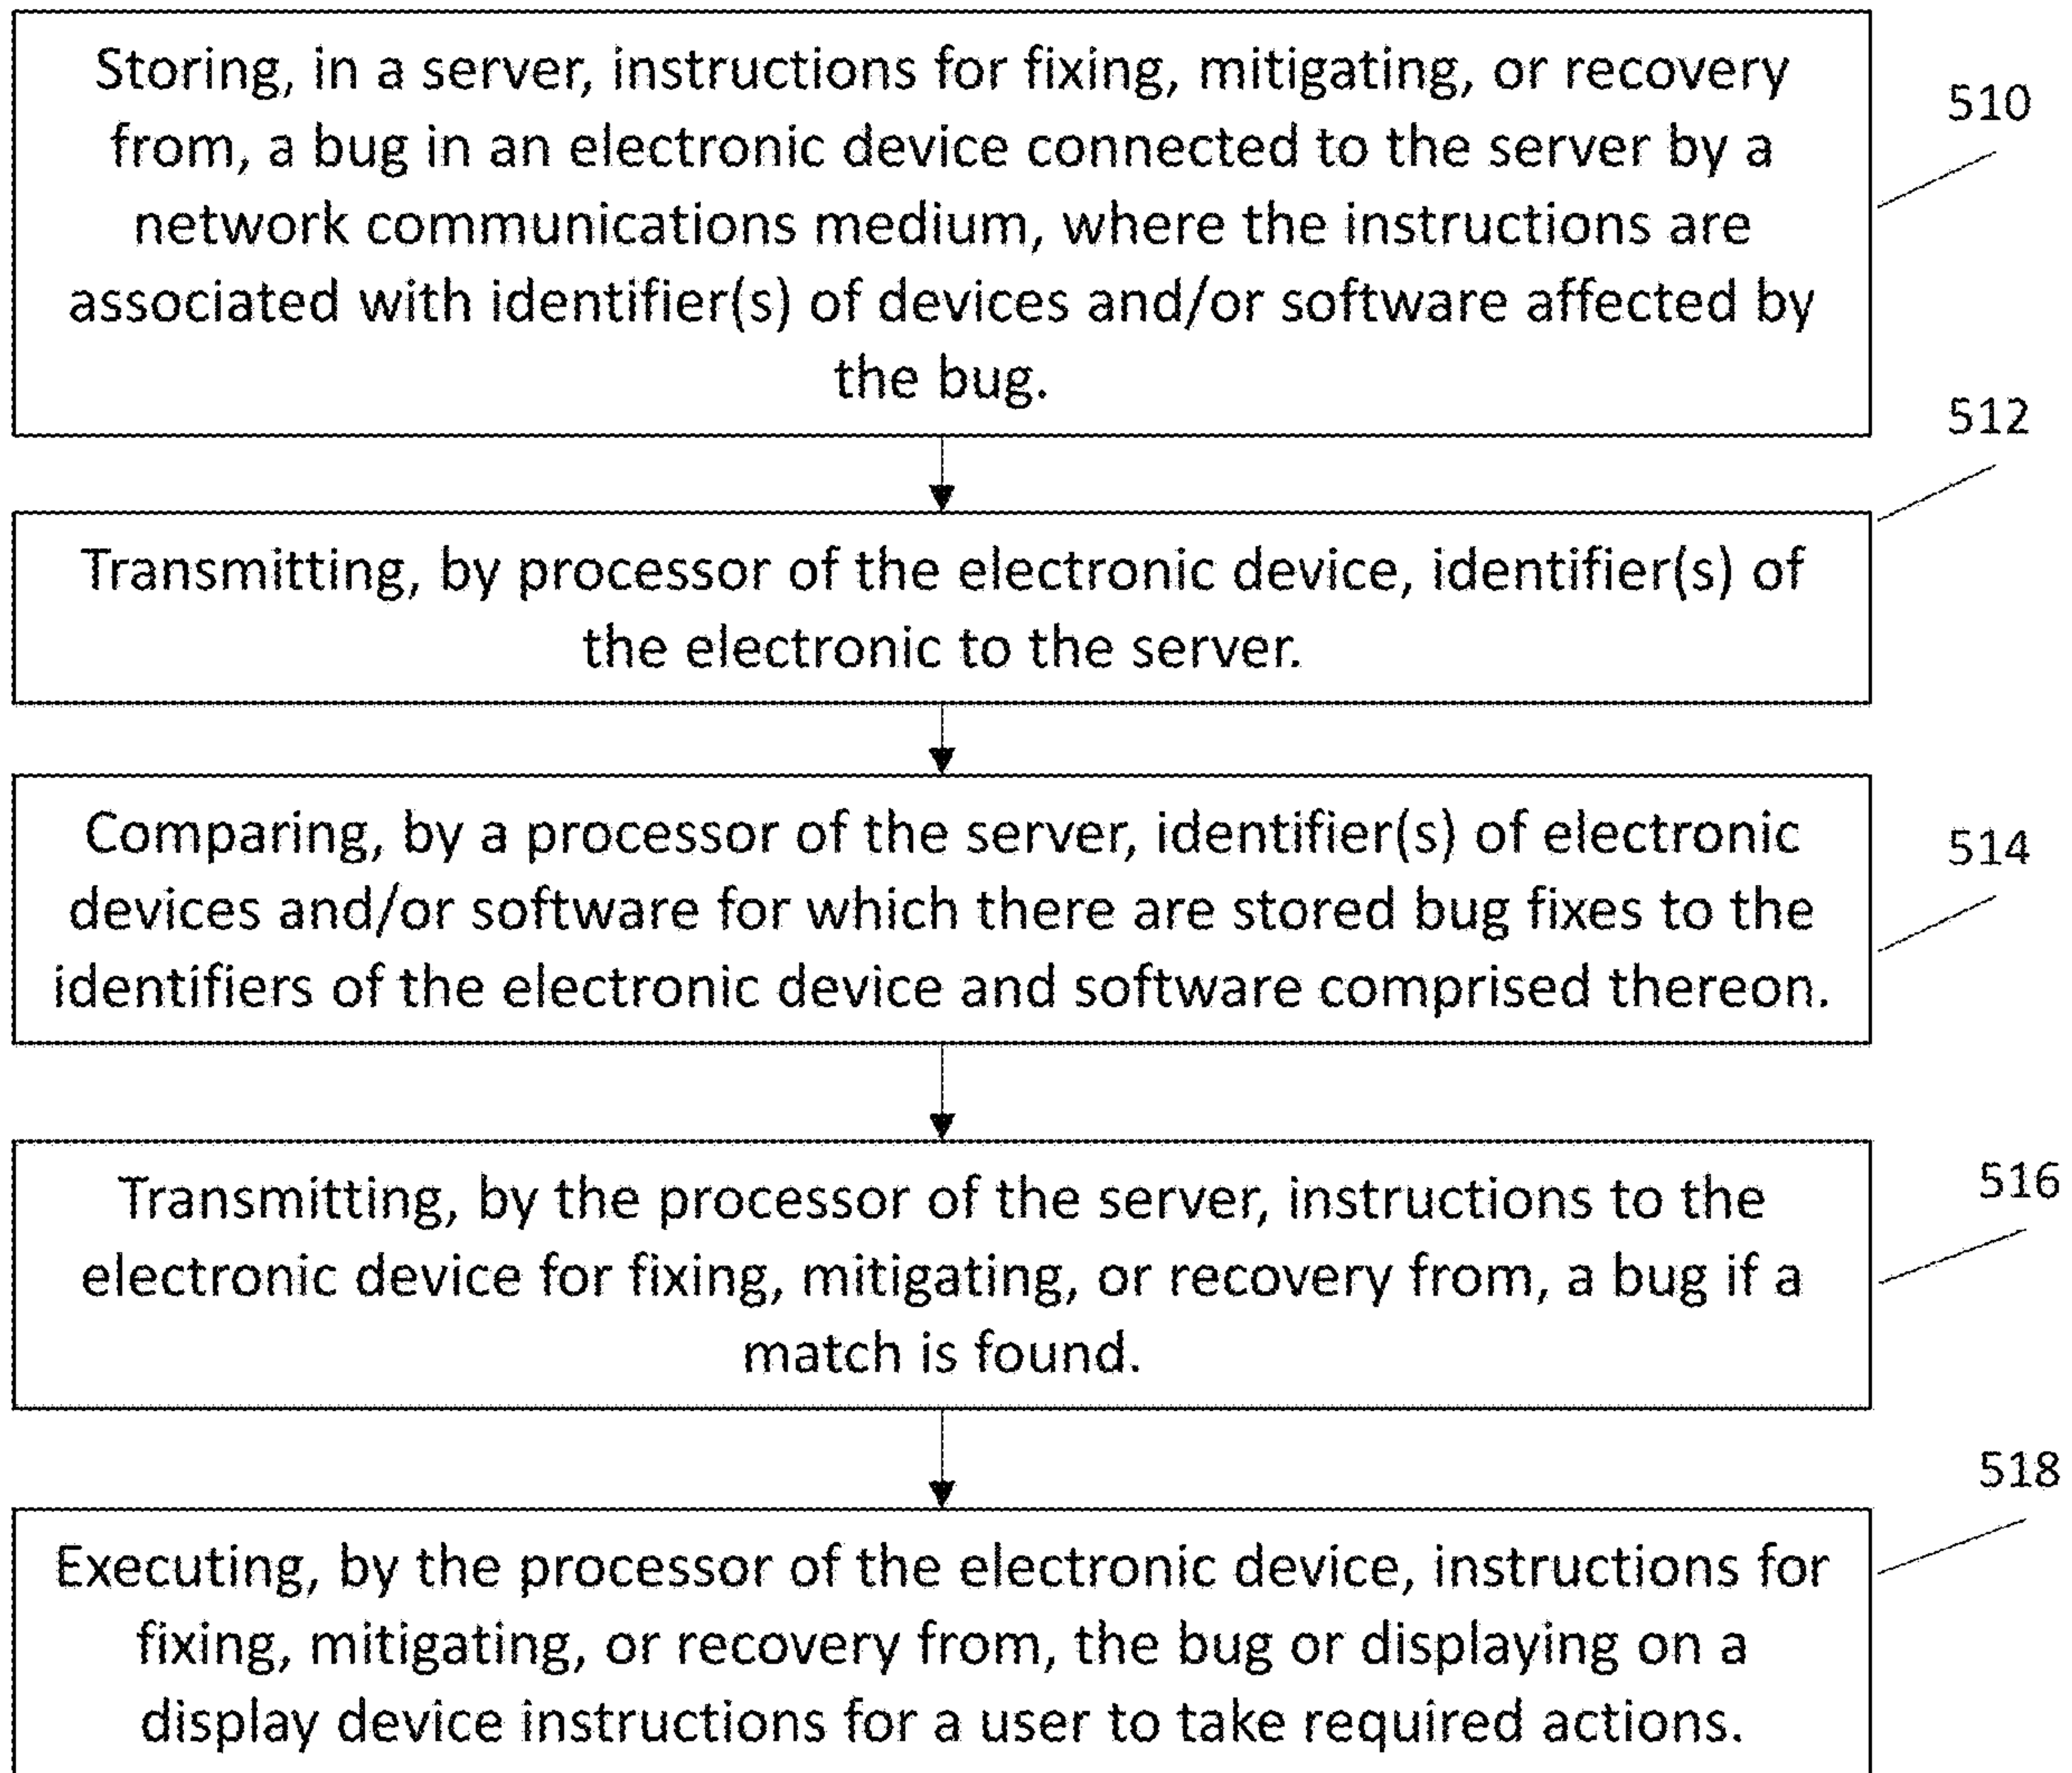 Storing, in a server, instructions for fixing, mitigating, or recovery
from, a bug in an electronic device connected to the server by a
network communications medium, where the instructions are
associated with identifier(s) of devices and/or software affected by
the bug.
510
Transmitting, by processor of the electronic device, identifier(s) of
the electronic to the server.
512
Comparing, by a processor of the server, identifier(s) of electronic
devices and/or software for which there are stored bug fixes to the
identifiers of the electronic device and software comprised thereon.
514
Transmitting, by the processor of the server, instructions to the
electronic device for fixing, mitigating, or recovery from, a bug if a
match is found.
516
Executing, by the processor of the electronic device, instructions for
fixing, mitigating, or recovery from, the bug or displaying on a
display device instructions for a user to take required actions.
518